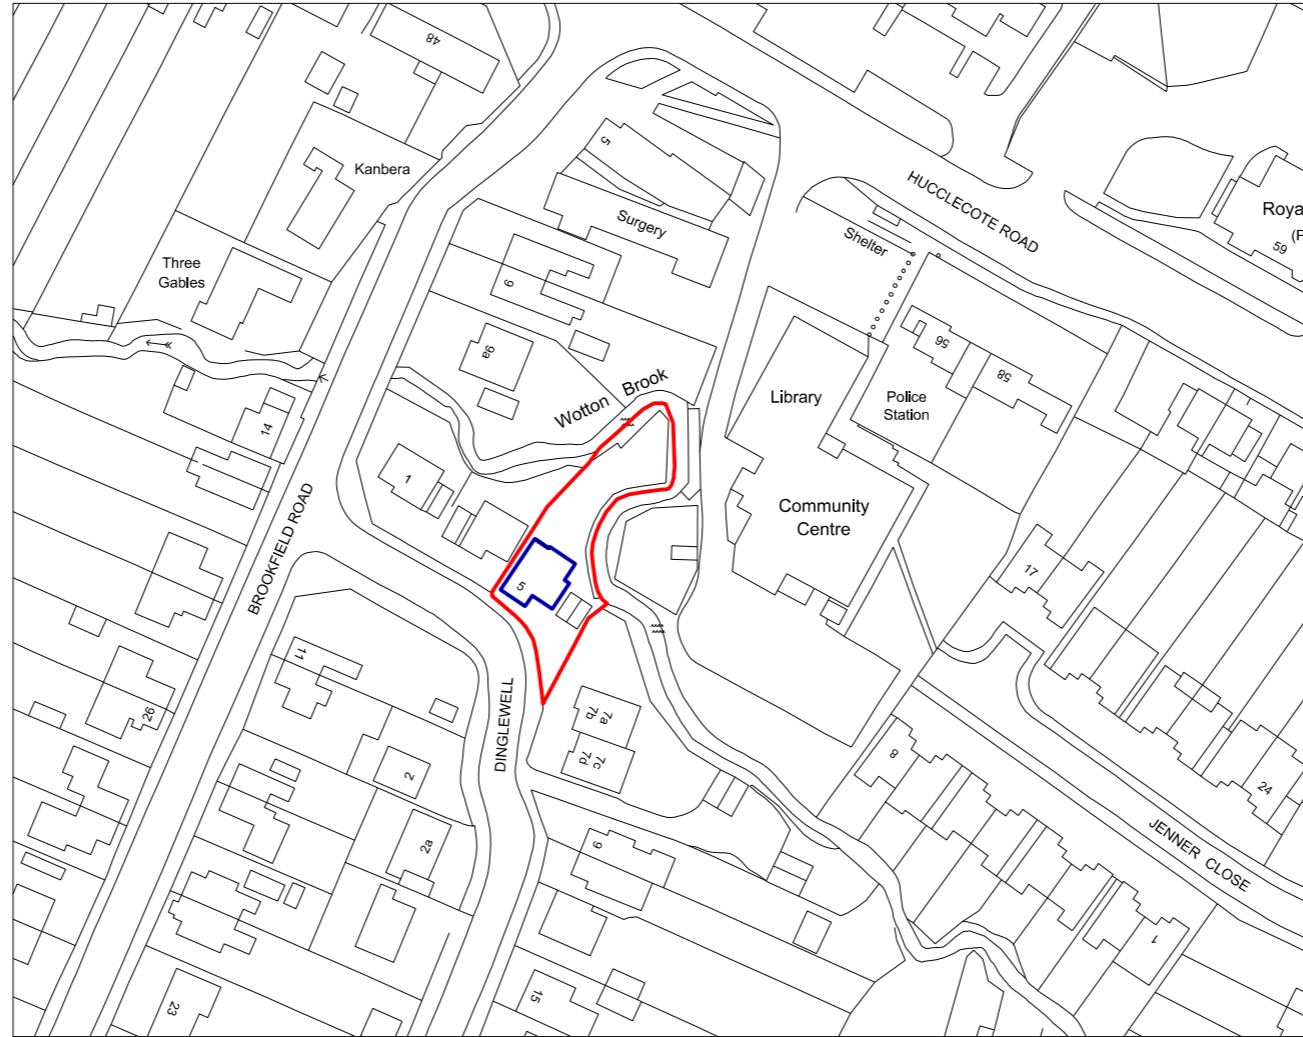 48
Kanbera
5
Surgery
HUCCLECOTE ROAD
Shelter
Roya
(P
59
Three
Gables
9
9a
Wotton Brook
56
58
Library
Police
Station
14
1
Community
Centre
BROOKFIELD ROAD
5
17
11
26
DINGLEWELL
7a
7b
7c
7d
2
8
24
2a
9
JENNER CLOSE
1
23
15